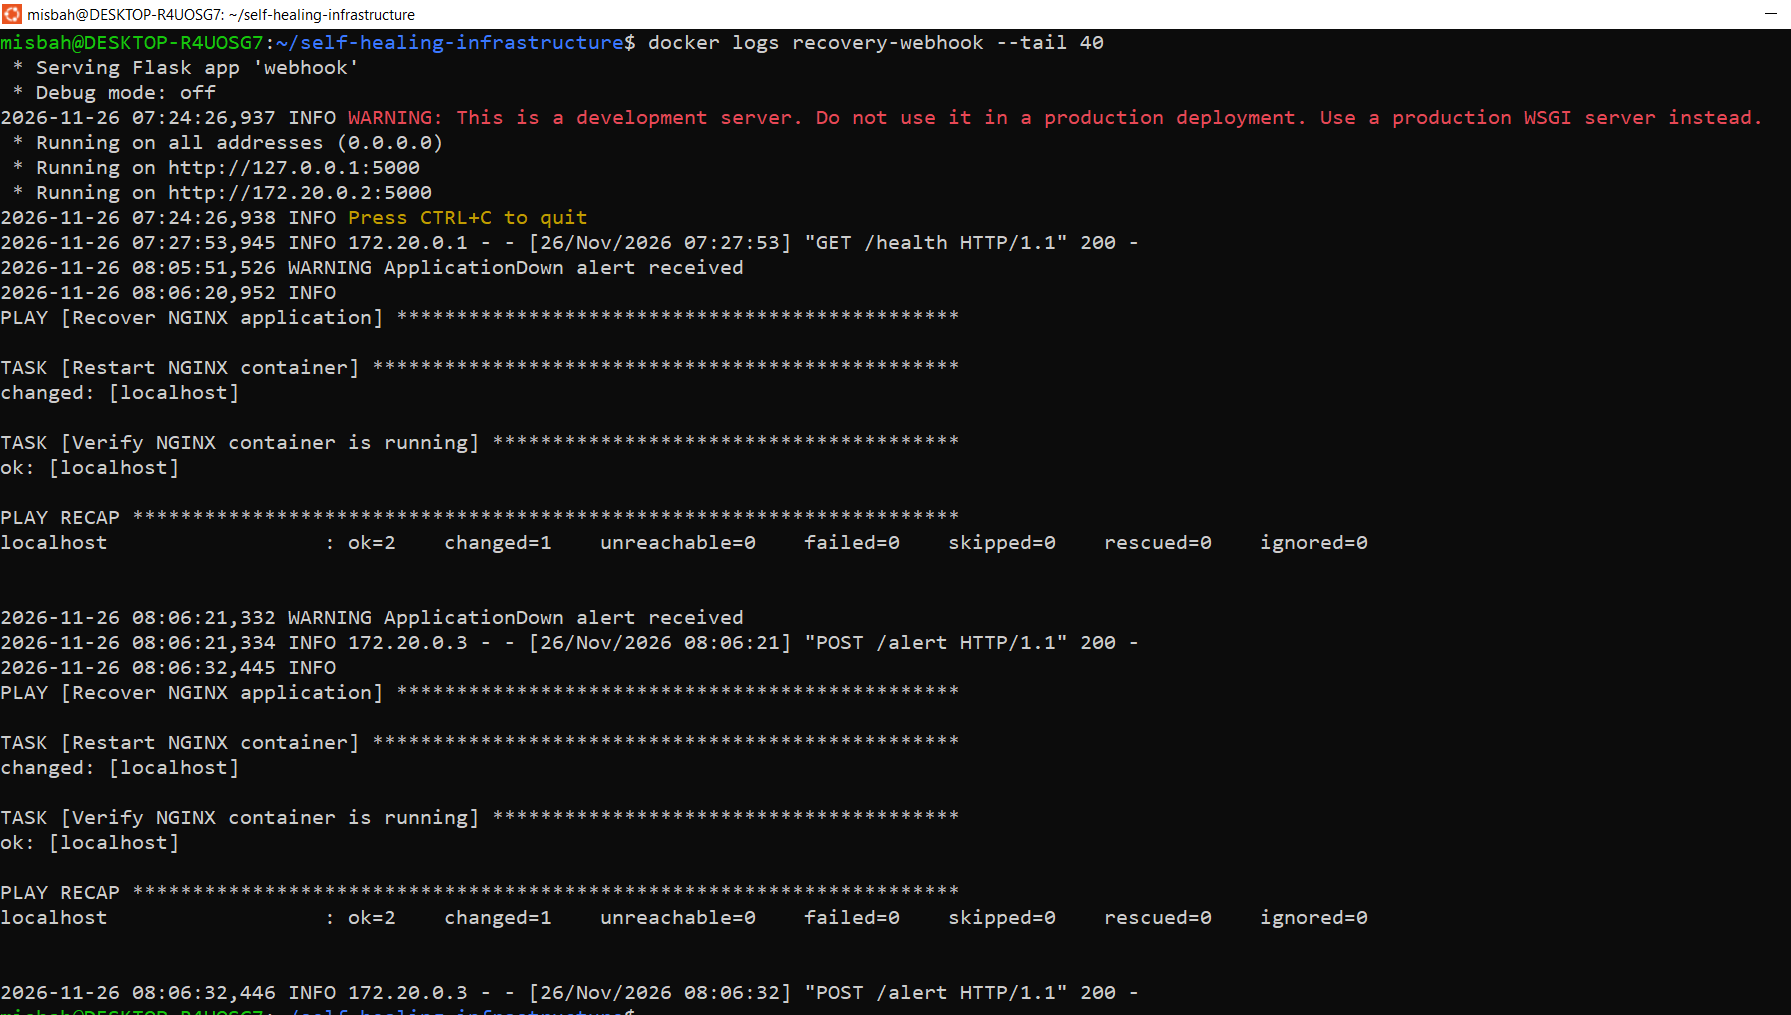 misbah@DESKTOP-R4UOSG7: ~/self-healing-infrastructure
misbah@DESKTOP-R4UOSG7:~/self-healing-infrastructure$ docker logs recovery-webhook --tail 40
 * Serving Flask app 'webhook'
 * Debug mode: off
2026-11-26 07:24:26,937 INFO WARNING: This is a development server. Do not use it in a production deployment. Use a production WSGI server instead.
 * Running on all addresses (0.0.0.0)
 * Running on http://127.0.0.1:5000
 * Running on http://172.20.0.2:5000
2026-11-26 07:24:26,938 INFO Press CTRL+C to quit
2026-11-26 07:27:53,945 INFO 172.20.0.1 - - [26/Nov/2026 07:27:53] "GET /health HTTP/1.1" 200 -
2026-11-26 08:05:51,526 WARNING ApplicationDown alert received
2026-11-26 08:06:20,952 INFO
PLAY [Recover NGINX application] ***********************************************
TASK [Restart NGINX container] *************************************************
changed: [localhost]
TASK [Verify NGINX container is running] ***************************************
ok: [localhost]
PLAY RECAP *********************************************************************
localhost                  : ok=2    changed=1    unreachable=0    failed=0    skipped=0    rescued=0    ignored=0
2026-11-26 08:06:21,332 WARNING ApplicationDown alert received
2026-11-26 08:06:21,334 INFO 172.20.0.3 - - [26/Nov/2026 08:06:21] "POST /alert HTTP/1.1" 200 -
2026-11-26 08:06:32,445 INFO
PLAY [Recover NGINX application] ***********************************************
TASK [Restart NGINX container] *************************************************
changed: [localhost]
TASK [Verify NGINX container is running] ***************************************
ok: [localhost]
PLAY RECAP *********************************************************************
localhost                  : ok=2    changed=1    unreachable=0    failed=0    skipped=0    rescued=0    ignored=0
2026-11-26 08:06:32,446 INFO 172.20.0.3 - - [26/Nov/2026 08:06:32] "POST /alert HTTP/1.1" 200 -
misbah@DESKTOP-R4UOSG7:~/self-healing-infrastructure$